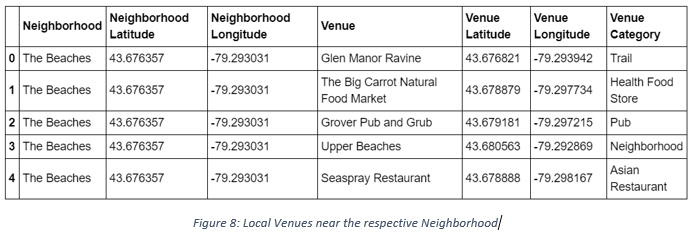 Neighborhood Neighborhood Latitude Neighborhood Longitude Venue Venue Latitude Venue Longitude Venue Category
0 The Beaches 43.676357 -79.293031 Glen Manor Ravine 43.676821 -79.293942 Trail
1 The Beaches 43.676357 -79.293031 The Big Carrot Natural Food Market 43.678879 -79.297734 Health Food Store
2 The Beaches 43.676357 -79.293031 Grover Pub and Grub 43.679181 -79.297215 Pub
3 The Beaches 43.676357 -79.293031 Upper Beaches 43.680563 -79.292869 Neighborhood
4 The Beaches 43.676357 -79.293031 Seaspray Restaurant 43.678888 -79.298167 Asian Restaurant
Figure 8: Local Venues near the respective Neighborhood